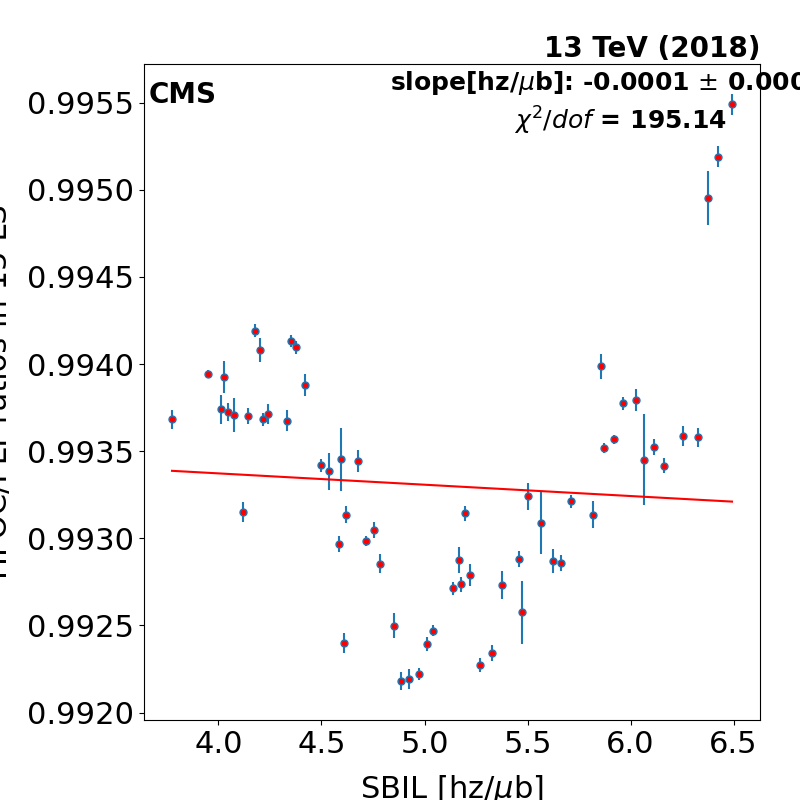 13 TeV (2018)
CMS
slope[hz/μb]: -0.0001 ± 0.000
χ²/dof = 195.14
0.9955
0.9950
0.9945
0.9940
0.9935
0.9930
0.9925
0.9920
4.0 4.5 5.0 5.5 6.0 6.5
SBIL [hz/μb]
ratios in